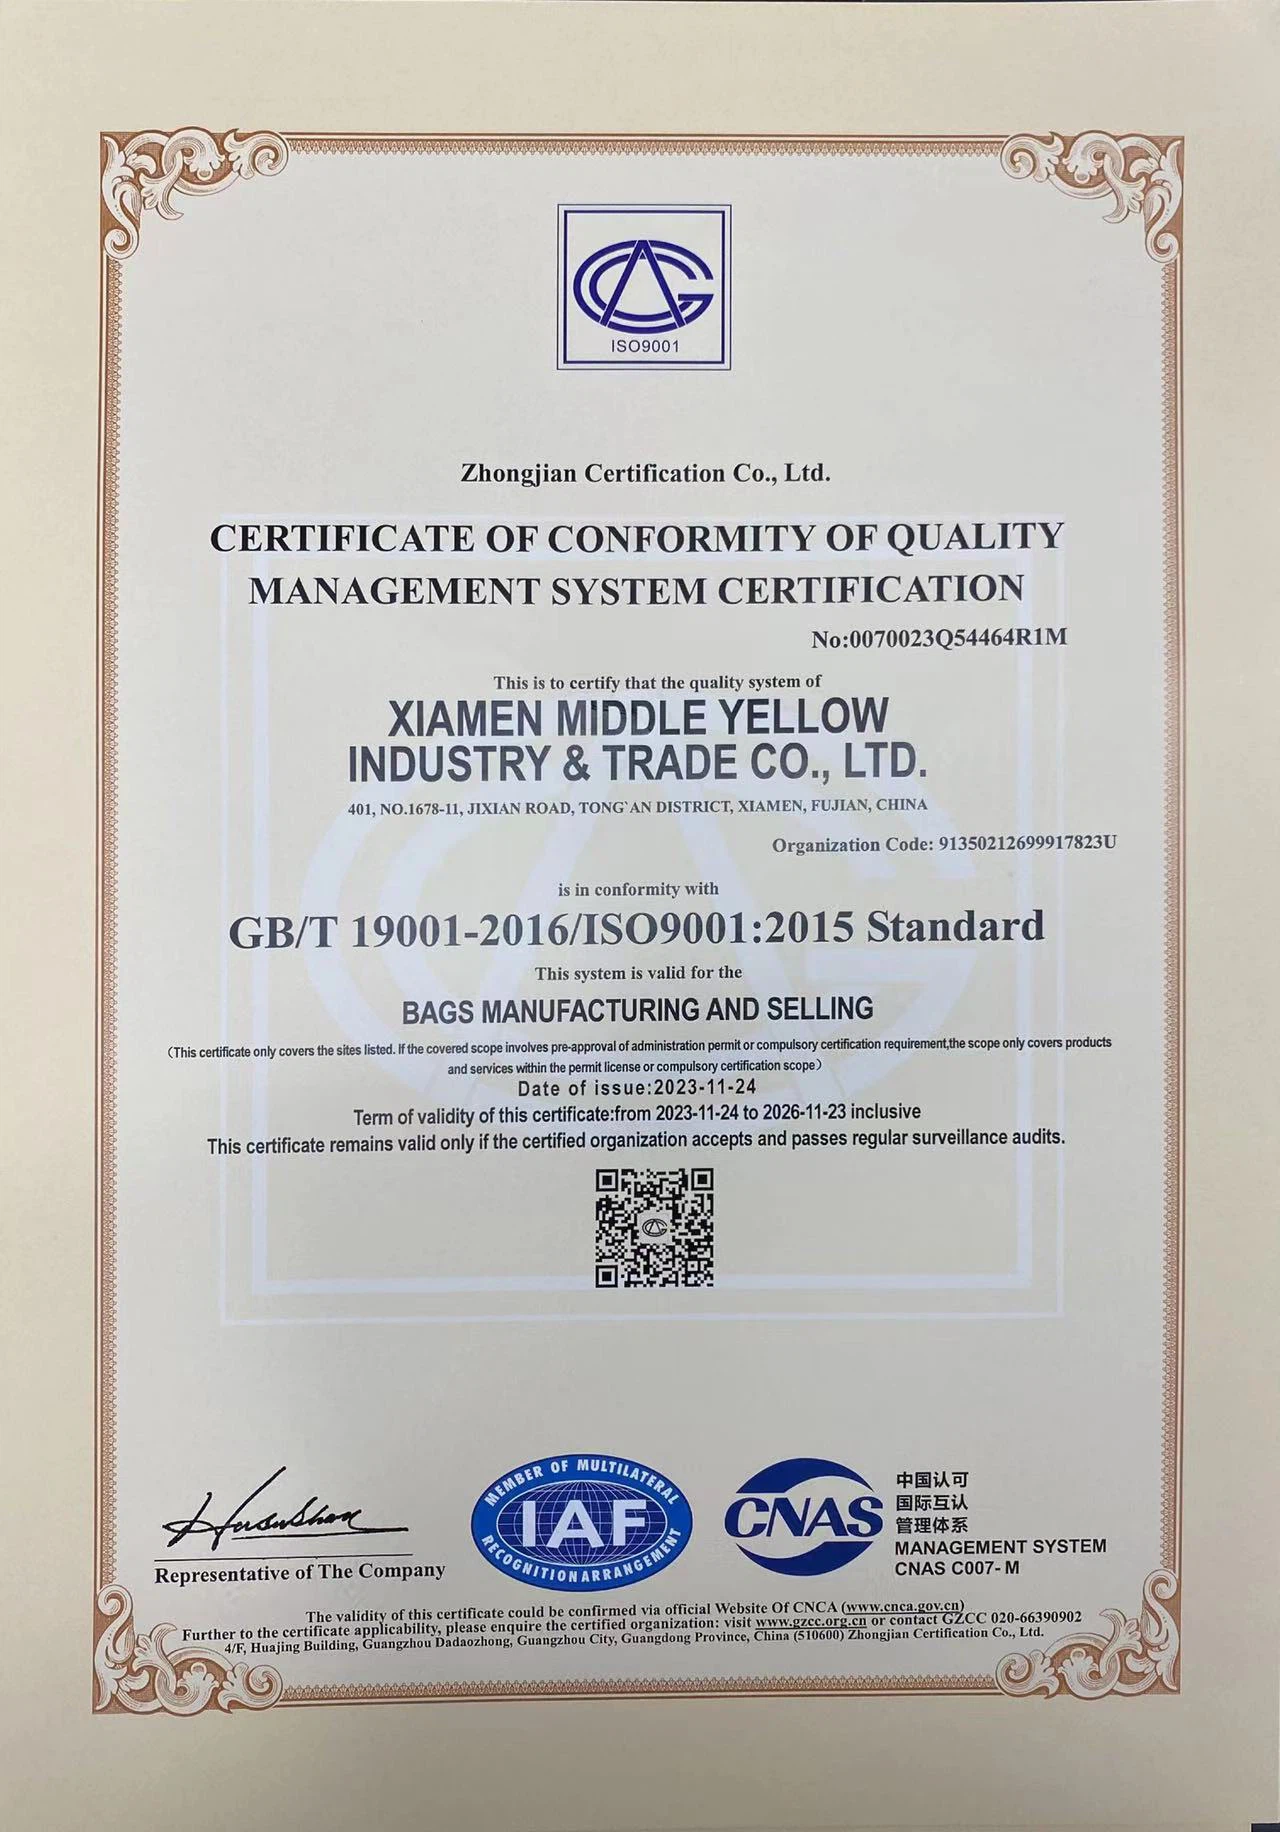 CAG
ISO9001
Zhongjian Certification Co., Ltd.
CERTIFICATE OF CONFORMITY OF QUALITY
MANAGEMENT SYSTEM CERTIFICATION
No:0070023Q54464R1M
This is to certify that the quality system of
XIAMEN MIDDLE YELLOW
INDUSTRY & TRADE CO., LTD.
401, NO.1678-11, JIXIAN ROAD, TONG`AN DISTRICT, XIAMEN, FUJIAN, CHINA
Organization Code: 91350212699917823U
is in conformity with
GB/T 19001-2016/ISO9001:2015 Standard
This system is valid for the
BAGS MANUFACTURING AND SELLING
(This certificate only covers the sites listed. If the covered scope involves pre-approval of administration permit or compulsory certification requirement,the scope only covers products
and services within the permit license or compulsory certification scope)
Date of issue:2023-11-24
Term of validity of this certificate:from 2023-11-24 to 2026-11-23 inclusive
This certificate remains valid only if the certified organization accepts and passes regular surveillance audits.
Representative of The Company
MEMBER OF MULTILATERAL
IAF
RECOGNITION ARRANGEMENT
CNAS
中国认可
国际互认
管理体系
MANAGEMENT SYSTEM
CNAS C007-M
The validity of this certificate could be confirmed via official Website Of CNCA (www.cnca.gov.cn)
Further to the certificate applicability, please enquire the certified organization: visit www.gzcc.org.cn or contact GZCC 020-66390902
4/F, Huajing Building, Guangzhou Dadaozhong, Guangzhou City, Guangdong Province, China (510600) Zhongjian Certification Co., Ltd.